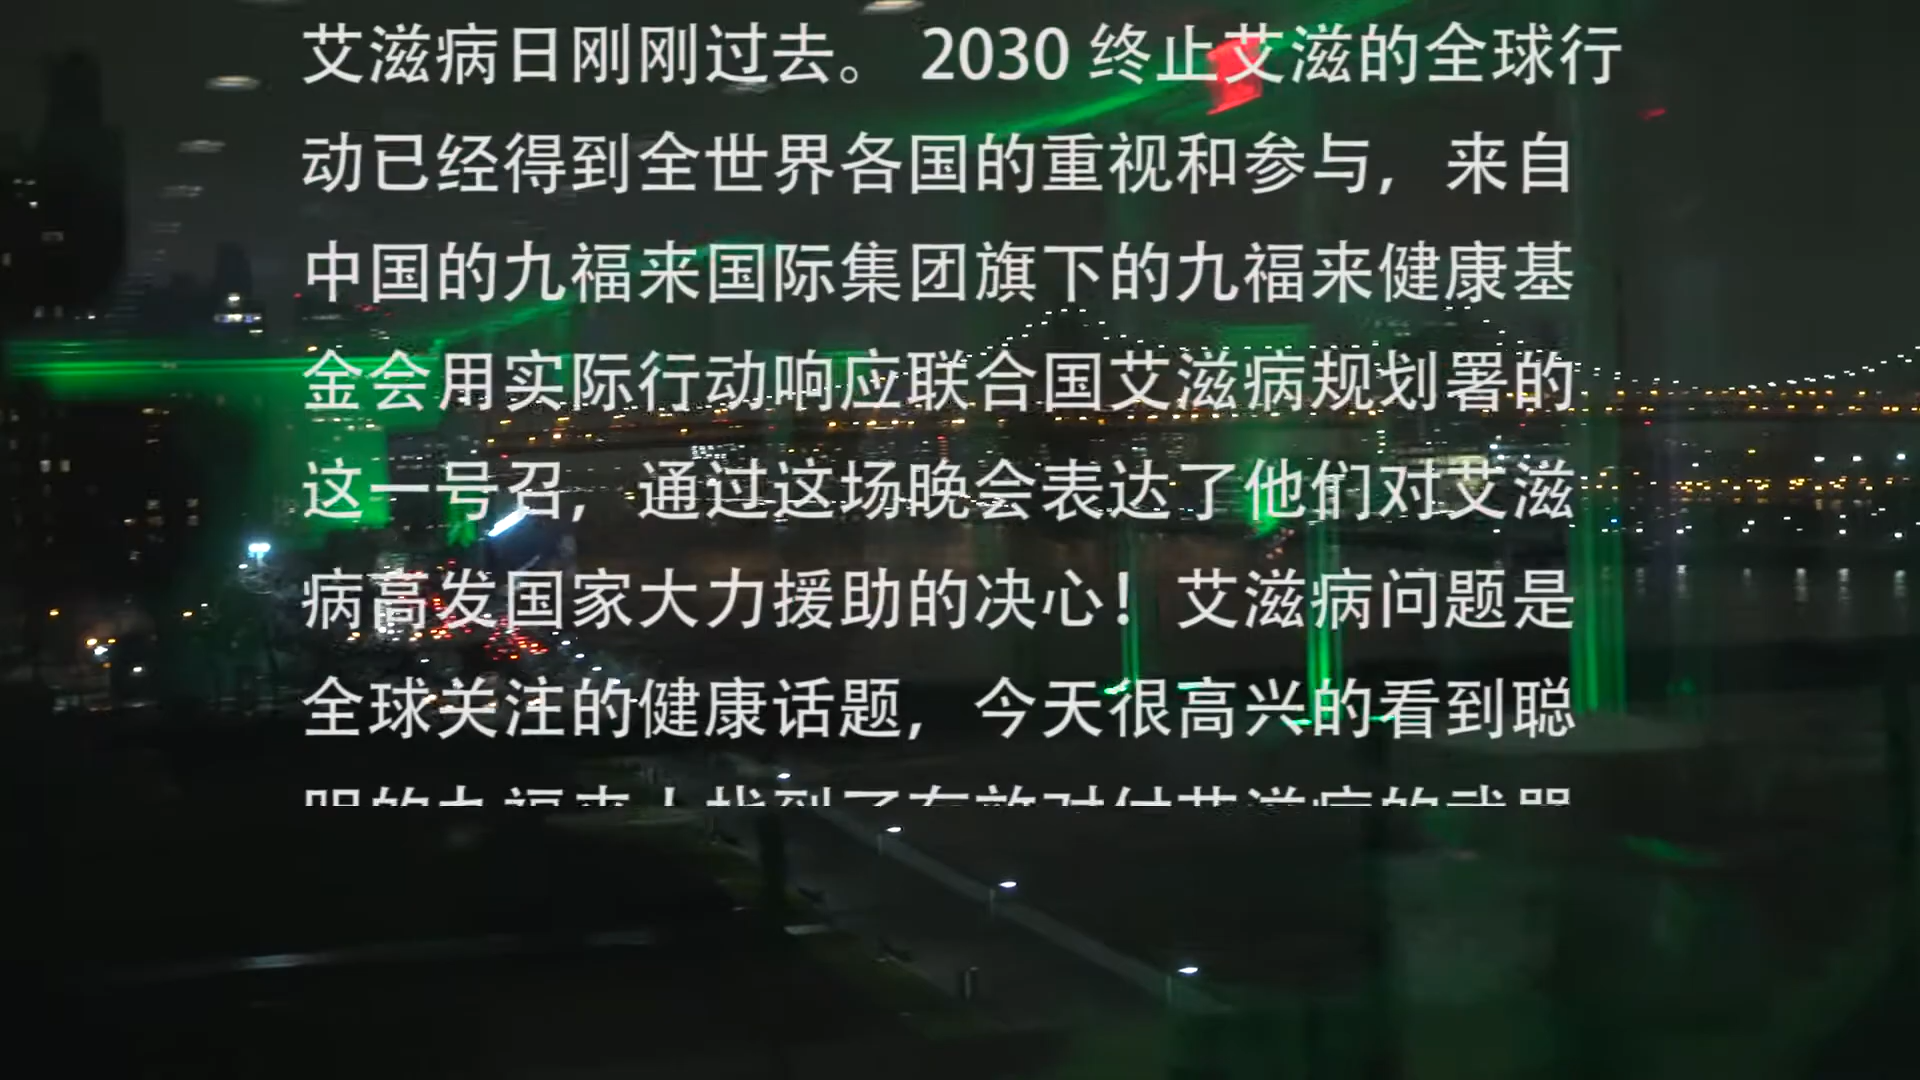 艾滋病日刚刚过去。 2030 终止艾滋的全球行
动已经得到全世界各国的重视和参与，来自
中国的九福来国际集团旗下的九福来健康基
金会用实际行动响应联合国艾滋病规划署的
这一号召，通过这场晚会表达了他们对艾滋
病高发国家大力援助的决心！艾滋病问题是
全球关注的健康话题，今天很高兴的看到聪